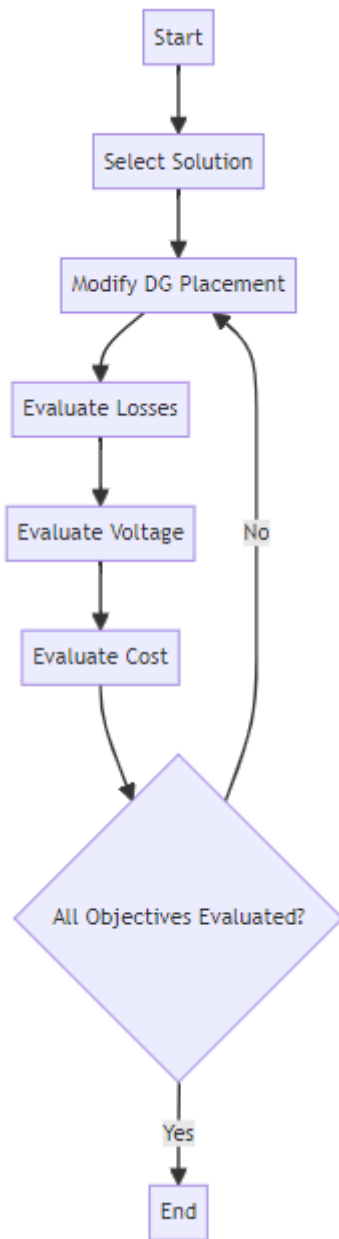 Start
Select Solution
Modify DG Placement
Evaluate Losses
Evaluate Voltage
No
Evaluate Cost
All Objectives Evaluated?
Yes
End